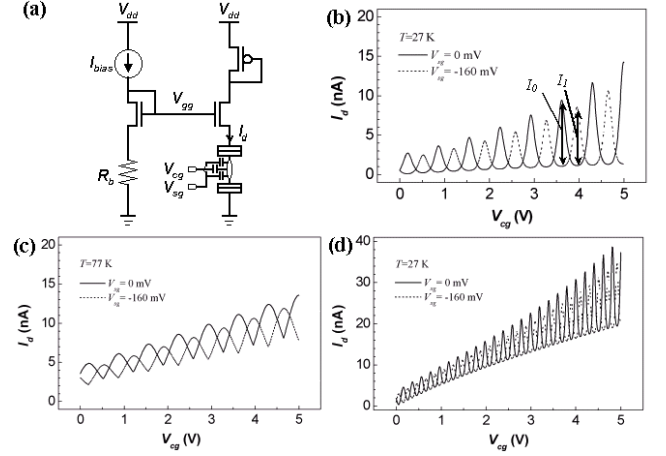 (a)
V_dd
V_dd
I_bias
V_gg
I_d
R_b
V_cg
V_sg
(b)
T=27 K
V_sg = 0 mV
V_sg = -160 mV
I_0
I_1
I_d (nA)
20
15
10
5
0
0 1 2 3 4 5
V_cg (V)
(c)
T=77 K
V_sg = 0 mV
V_sg = -160 mV
I_d (nA)
20
15
10
5
0
0 1 2 3 4 5
V_cg (V)
(d)
T=27 K
V_sg = 0 mV
V_sg = -160 mV
I_d (nA)
40
30
20
10
0
0 1 2 3 4 5
V_cg (V)